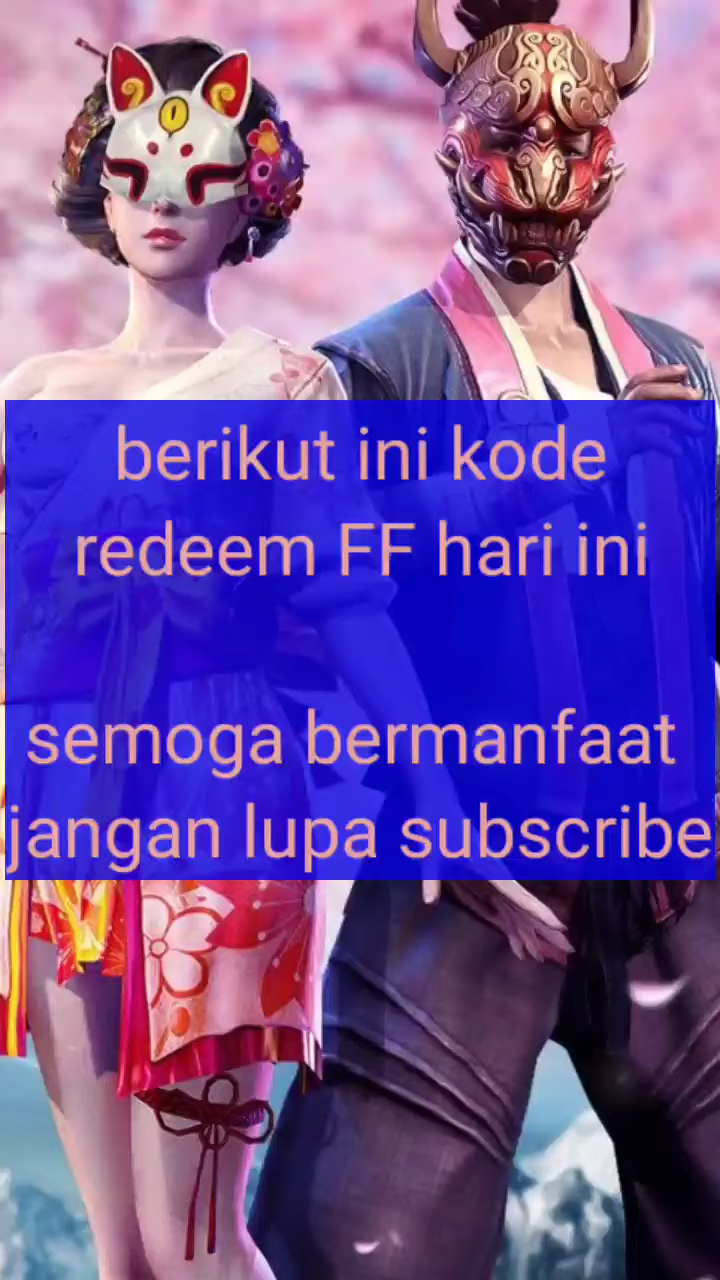 berikut ini kode
redeem FF hari ini
semoga bermanfaat
jangan lupa subscribe